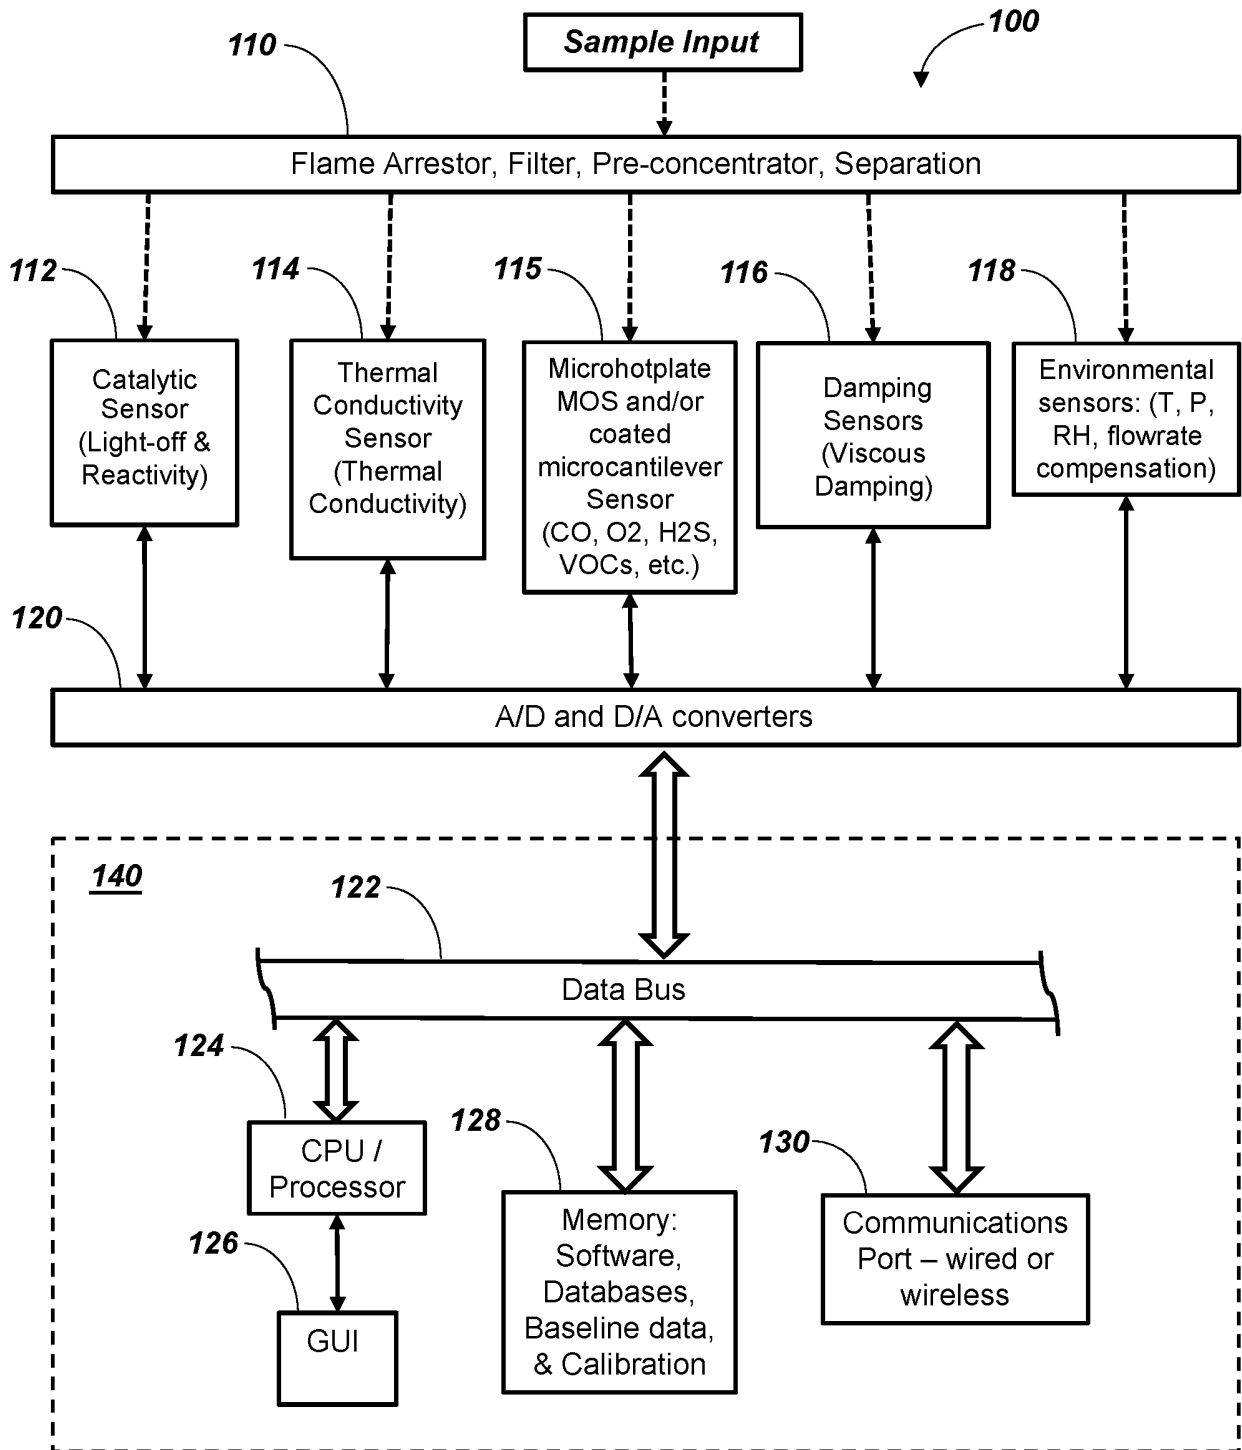 Sample Input
100
110
Flame Arrestor, Filter, Pre-concentrator, Separation
112
114
115
116
118
Catalytic
Sensor
(Light-off &
Reactivity)
Thermal
Conductivity
Sensor
(Thermal
Conductivity)
Microhotplate
MOS and/or
coated
microcantilever
Sensor
(CO, O2, H2S,
VOCs, etc.)
Damping
Sensors
(Viscous
Damping)
Environmental
sensors: (T, P,
RH, flowrate
compensation)
120
A/D and D/A converters
140
122
Data Bus
124
CPU /
Processor
126
GUI
128
Memory:
Software,
Databases,
Baseline data,
& Calibration
130
Communications
Port – wired or
wireless